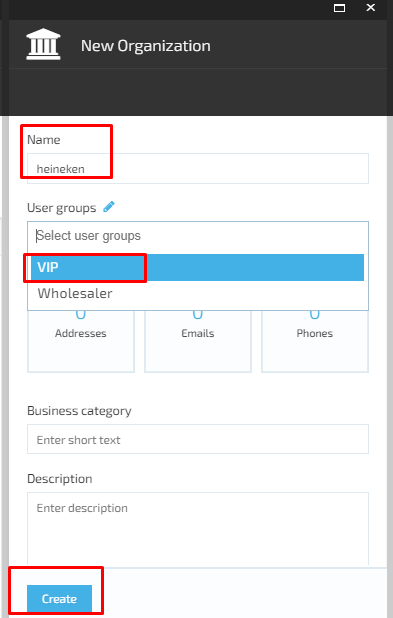 New Organization
Name
heineken
User groups
Select user groups
VIP
Wholesaler
0 0 0
Addresses Emails Phones
Business category
Enter short text
Description
Enter description
Create